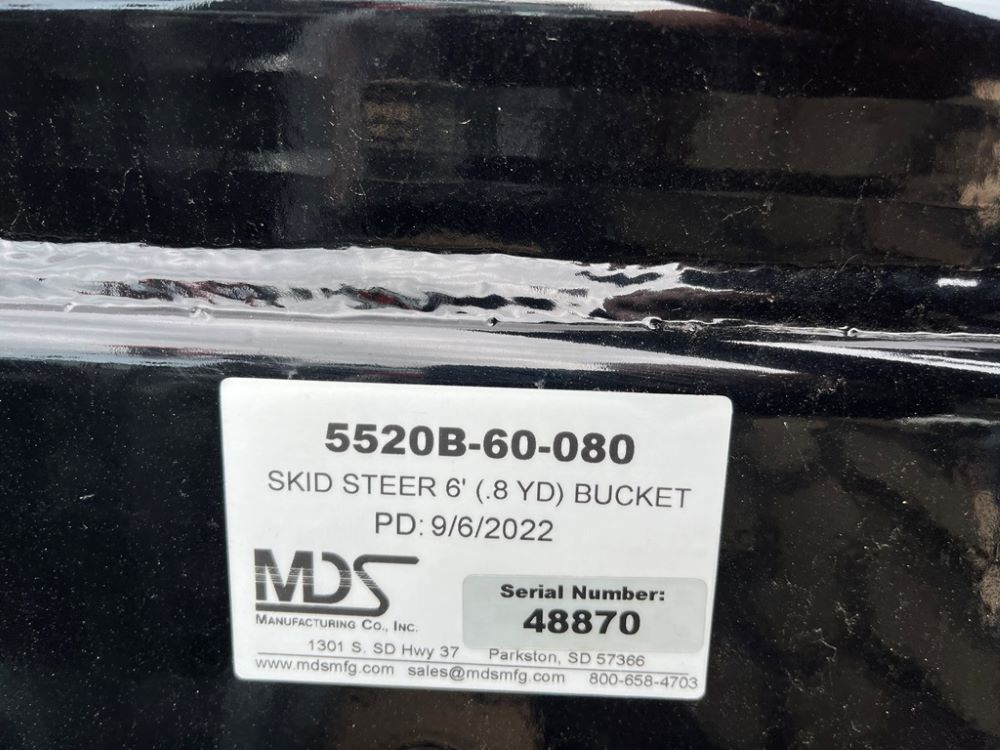 5520B-60-080
SKID STEER 6' (.8 YD) BUCKET
PD: 9/6/2022
MDS
MANUFACTURING CO., INC.
Serial Number:
48870
1301 S. SD Hwy 37 Parkston, SD 57366
www.mdsmfg.com sales@mdsmfg.com 800-658-4703